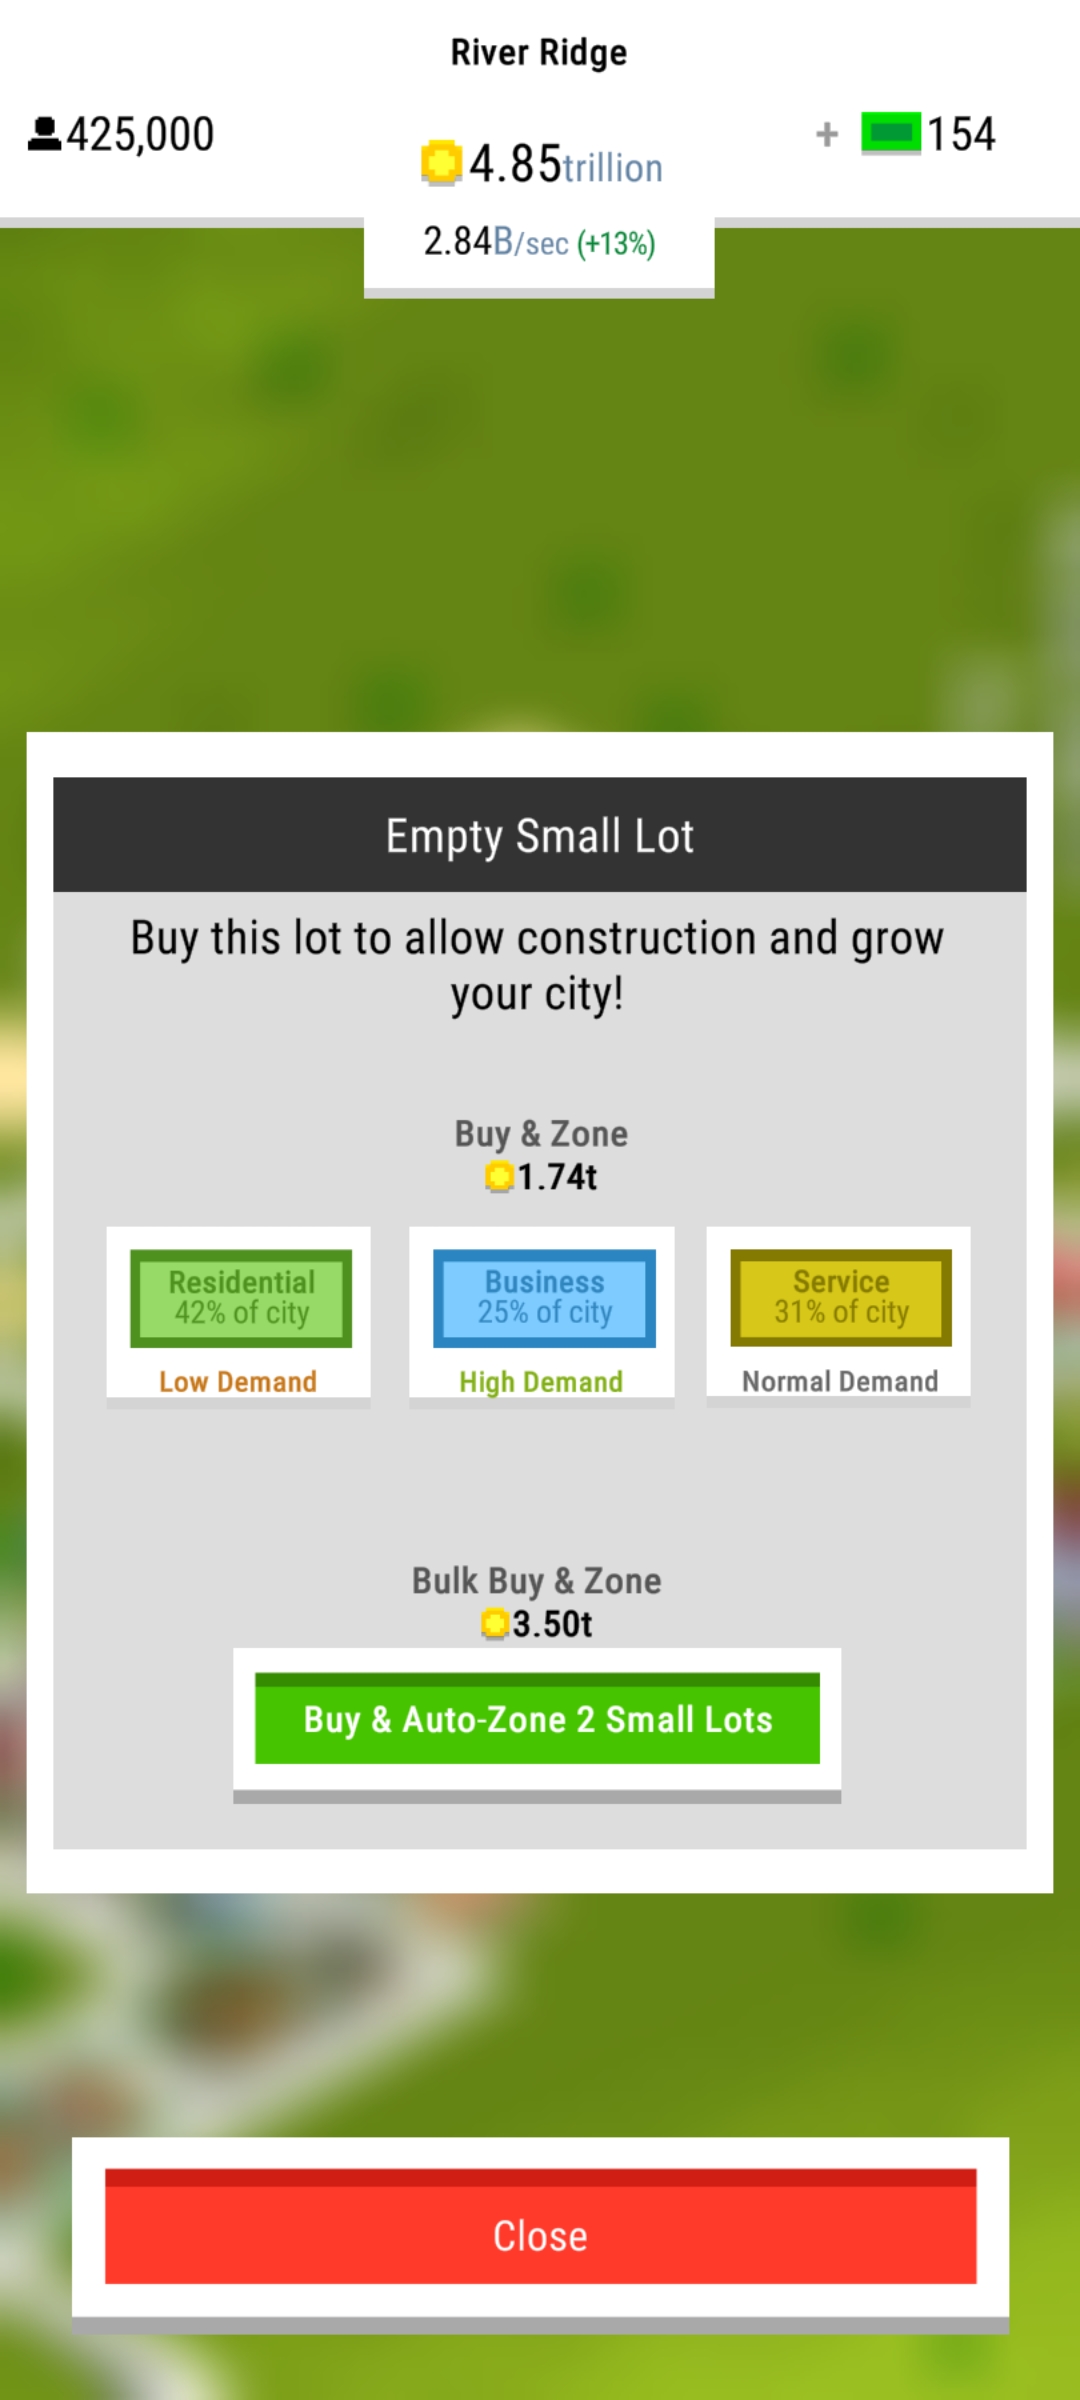 River Ridge
425,000
4.85trillion
+ 154
2.84B/sec (+13%)
Empty Small Lot
Buy this lot to allow construction and grow
your city!
Buy & Zone
1.74t
Residential
42% of city
Low Demand
Business
25% of city
High Demand
Service
31% of city
Normal Demand
Bulk Buy & Zone
3.50t
Buy & Auto-Zone 2 Small Lots
Close